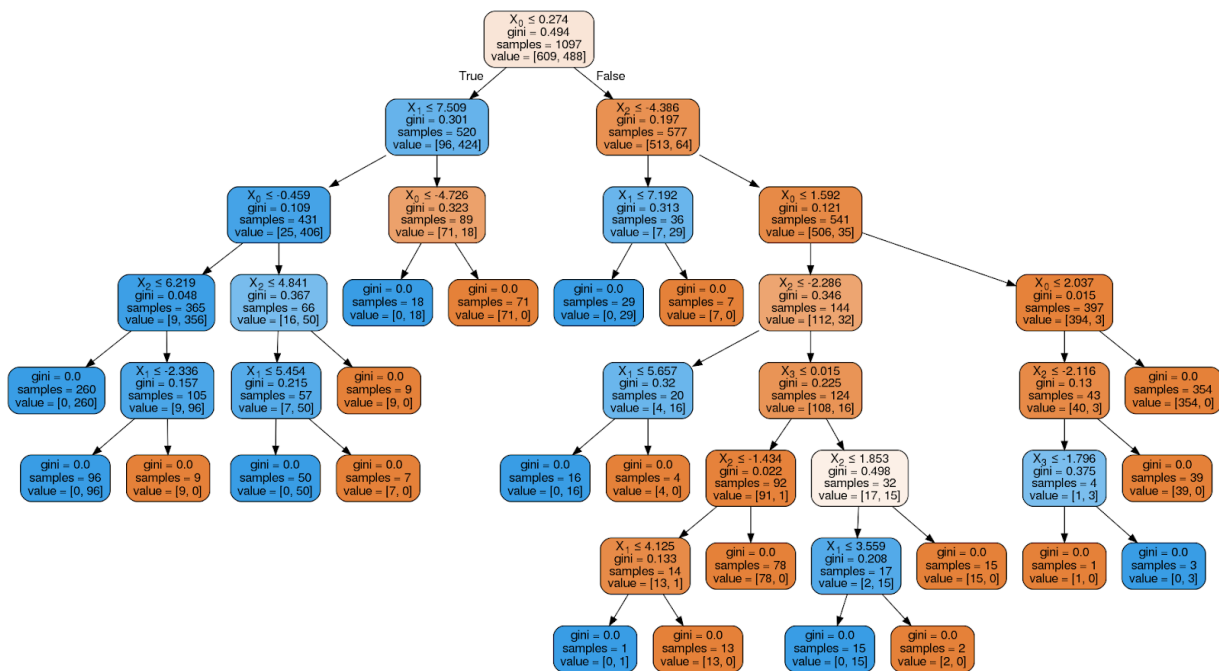 X0 ≤ 0.274
gini = 0.494
samples = 1097
value = [609, 488]
True
False
X1 ≤ 7.509
gini = 0.301
samples = 520
value = [96, 424]
X2 ≤ -4.386
gini = 0.197
samples = 577
value = [513, 64]
X0 ≤ -0.459
gini = 0.109
samples = 431
value = [25, 406]
X0 ≤ -4.726
gini = 0.323
samples = 89
value = [71, 18]
X1 ≤ 7.192
gini = 0.313
samples = 36
value = [7, 29]
X0 ≤ 1.592
gini = 0.121
samples = 541
value = [506, 35]
X2 ≤ 6.219
gini = 0.048
samples = 365
value = [9, 356]
X2 ≤ 4.841
gini = 0.367
samples = 66
value = [16, 50]
gini = 0.0
samples = 18
value = [0, 18]
gini = 0.0
samples = 71
value = [71, 0]
gini = 0.0
samples = 29
value = [0, 29]
gini = 0.0
samples = 7
value = [7, 0]
X2 ≤ -2.286
gini = 0.346
samples = 144
value = [112, 32]
X0 ≤ 2.037
gini = 0.015
samples = 397
value = [394, 3]
gini = 0.0
samples = 260
value = [0, 260]
X1 ≤ -2.336
gini = 0.157
samples = 105
value = [9, 96]
X1 ≤ 5.454
gini = 0.215
samples = 57
value = [7, 50]
gini = 0.0
samples = 9
value = [9, 0]
X1 ≤ 5.657
gini = 0.32
samples = 20
value = [4, 16]
X3 ≤ 0.015
gini = 0.225
samples = 124
value = [108, 16]
X2 ≤ -2.116
gini = 0.13
samples = 43
value = [40, 3]
gini = 0.0
samples = 354
value = [354, 0]
gini = 0.0
samples = 96
value = [0, 96]
gini = 0.0
samples = 9
value = [9, 0]
gini = 0.0
samples = 50
value = [0, 50]
gini = 0.0
samples = 7
value = [7, 0]
gini = 0.0
samples = 16
value = [0, 16]
gini = 0.0
samples = 4
value = [4, 0]
X2 ≤ -1.434
gini = 0.022
samples = 92
value = [91, 1]
X2 ≤ 1.853
gini = 0.498
samples = 32
value = [17, 15]
X3 ≤ -1.796
gini = 0.375
samples = 4
value = [1, 3]
gini = 0.0
samples = 39
value = [39, 0]
X1 ≤ 4.125
gini = 0.133
samples = 14
value = [13, 1]
gini = 0.0
samples = 78
value = [78, 0]
X1 ≤ 3.559
gini = 0.208
samples = 17
value = [2, 15]
gini = 0.0
samples = 15
value = [15, 0]
gini = 0.0
samples = 1
value = [1, 0]
gini = 0.0
samples = 3
value = [0, 3]
gini = 0.0
samples = 1
value = [0, 1]
gini = 0.0
samples = 13
value = [13, 0]
gini = 0.0
samples = 15
value = [0, 15]
gini = 0.0
samples = 2
value = [2, 0]